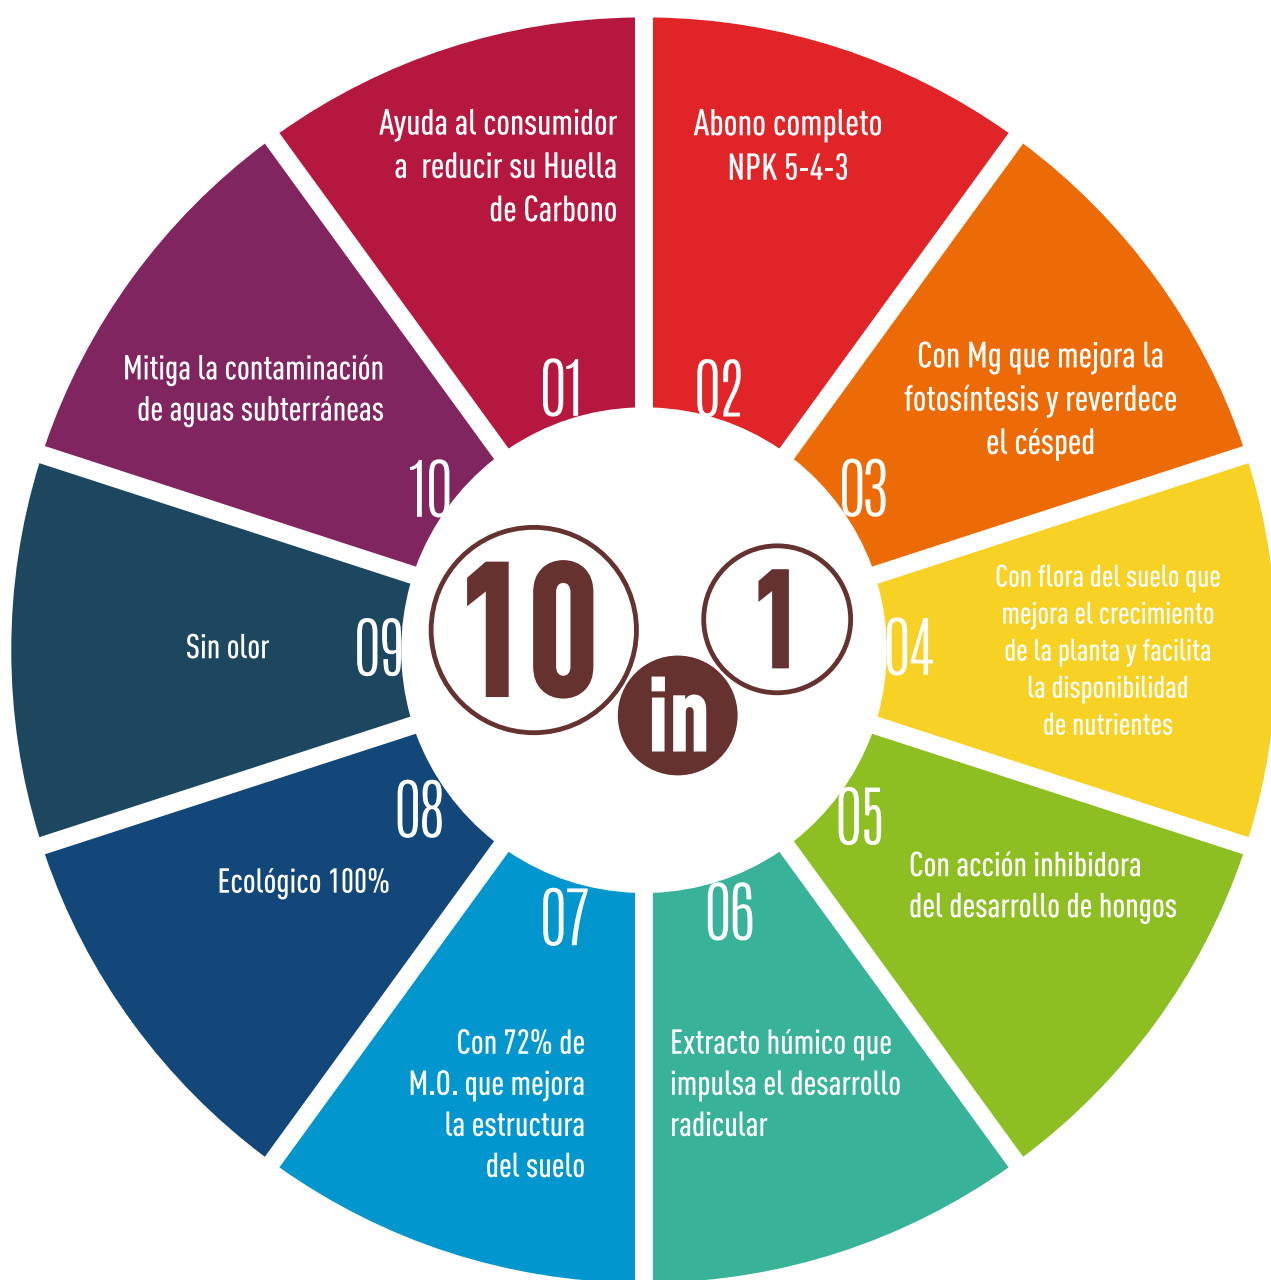 Ayuda al consumidor
a reducir su Huella
de Carbono
01
Abono completo
NPK 5-4-3
02
Con Mg que mejora la
fotosíntesis y reverdece
el césped
03
Con flora del suelo que
mejora el crecimiento
de la planta y facilita
la disponibilidad
de nutrientes
04
05
Con acción inhibidora
del desarrollo de hongos
06
Extracto húmico que
impulsa el desarrollo
radicular
07
Con 72% de
M.O. que mejora
la estructura
del suelo
08
Ecológico 100%
Sin olor
09
Mitiga la contaminación
de aguas subterráneas
10
10
in
1